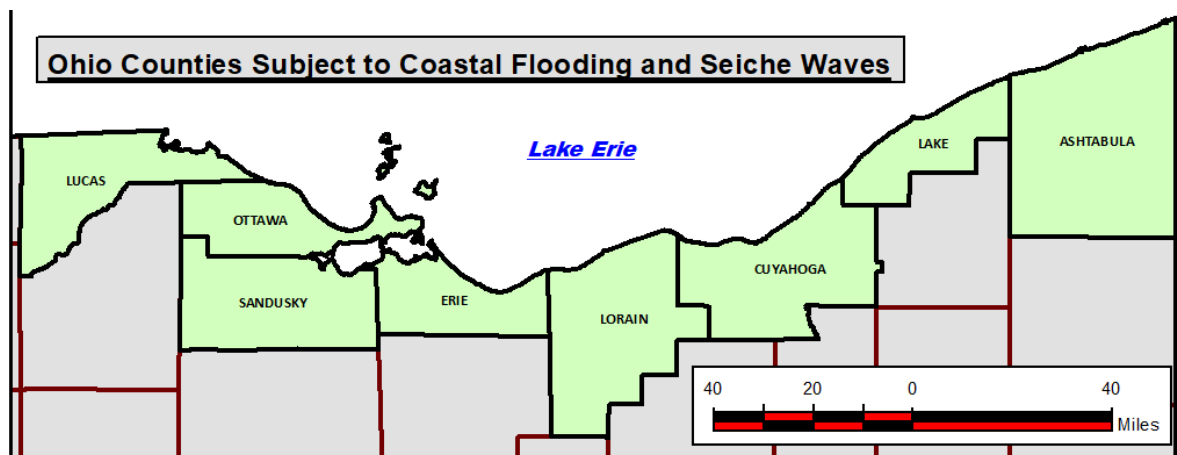 Ohio Counties Subject to Coastal Flooding and Seiche Waves
Lake Erie
LAKE
ASHTABULA
LUCAS
OTTAWA
CUYAHOGA
SANDUSKY
ERIE
LORAIN
40 20 0 40
Miles